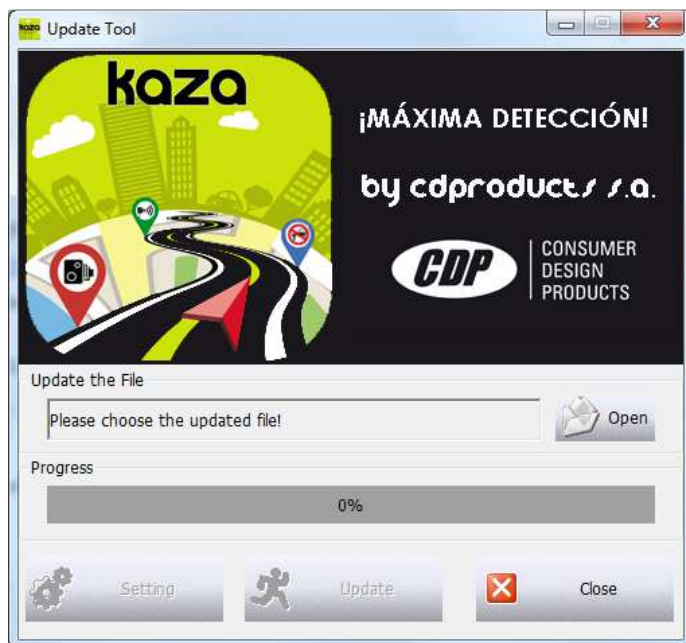 kaza Update Tool
kaza
¡MÁXIMA DETECCIÓN!
by cdproducts s.a.
CDP
CONSUMER
DESIGN
PRODUCTS
Update the File
Please choose the updated file!
Open
Progress
0%
Setting
Update
Close